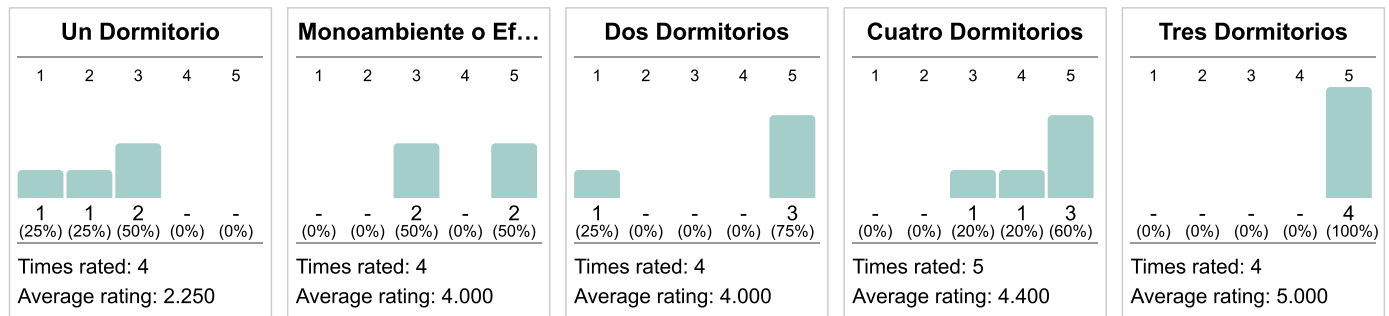 Un Dormitorio
1 2 3 4 5
1 1 2 - -
(25%) (25%) (50%) (0%) (0%)
Times rated: 4
Average rating: 2.250
Monoambiente o Ef…
1 2 3 4 5
- - 2 - 2
(0%) (0%) (50%) (0%) (50%)
Times rated: 4
Average rating: 4.000
Dos Dormitorios
1 2 3 4 5
1 - - - 3
(25%) (0%) (0%) (0%) (75%)
Times rated: 4
Average rating: 4.000
Cuatro Dormitorios
1 2 3 4 5
- - 1 1 3
(0%) (0%) (20%) (20%) (60%)
Times rated: 5
Average rating: 4.400
Tres Dormitorios
1 2 3 4 5
- - - - 4
(0%) (0%) (0%) (0%) (100%)
Times rated: 4
Average rating: 5.000